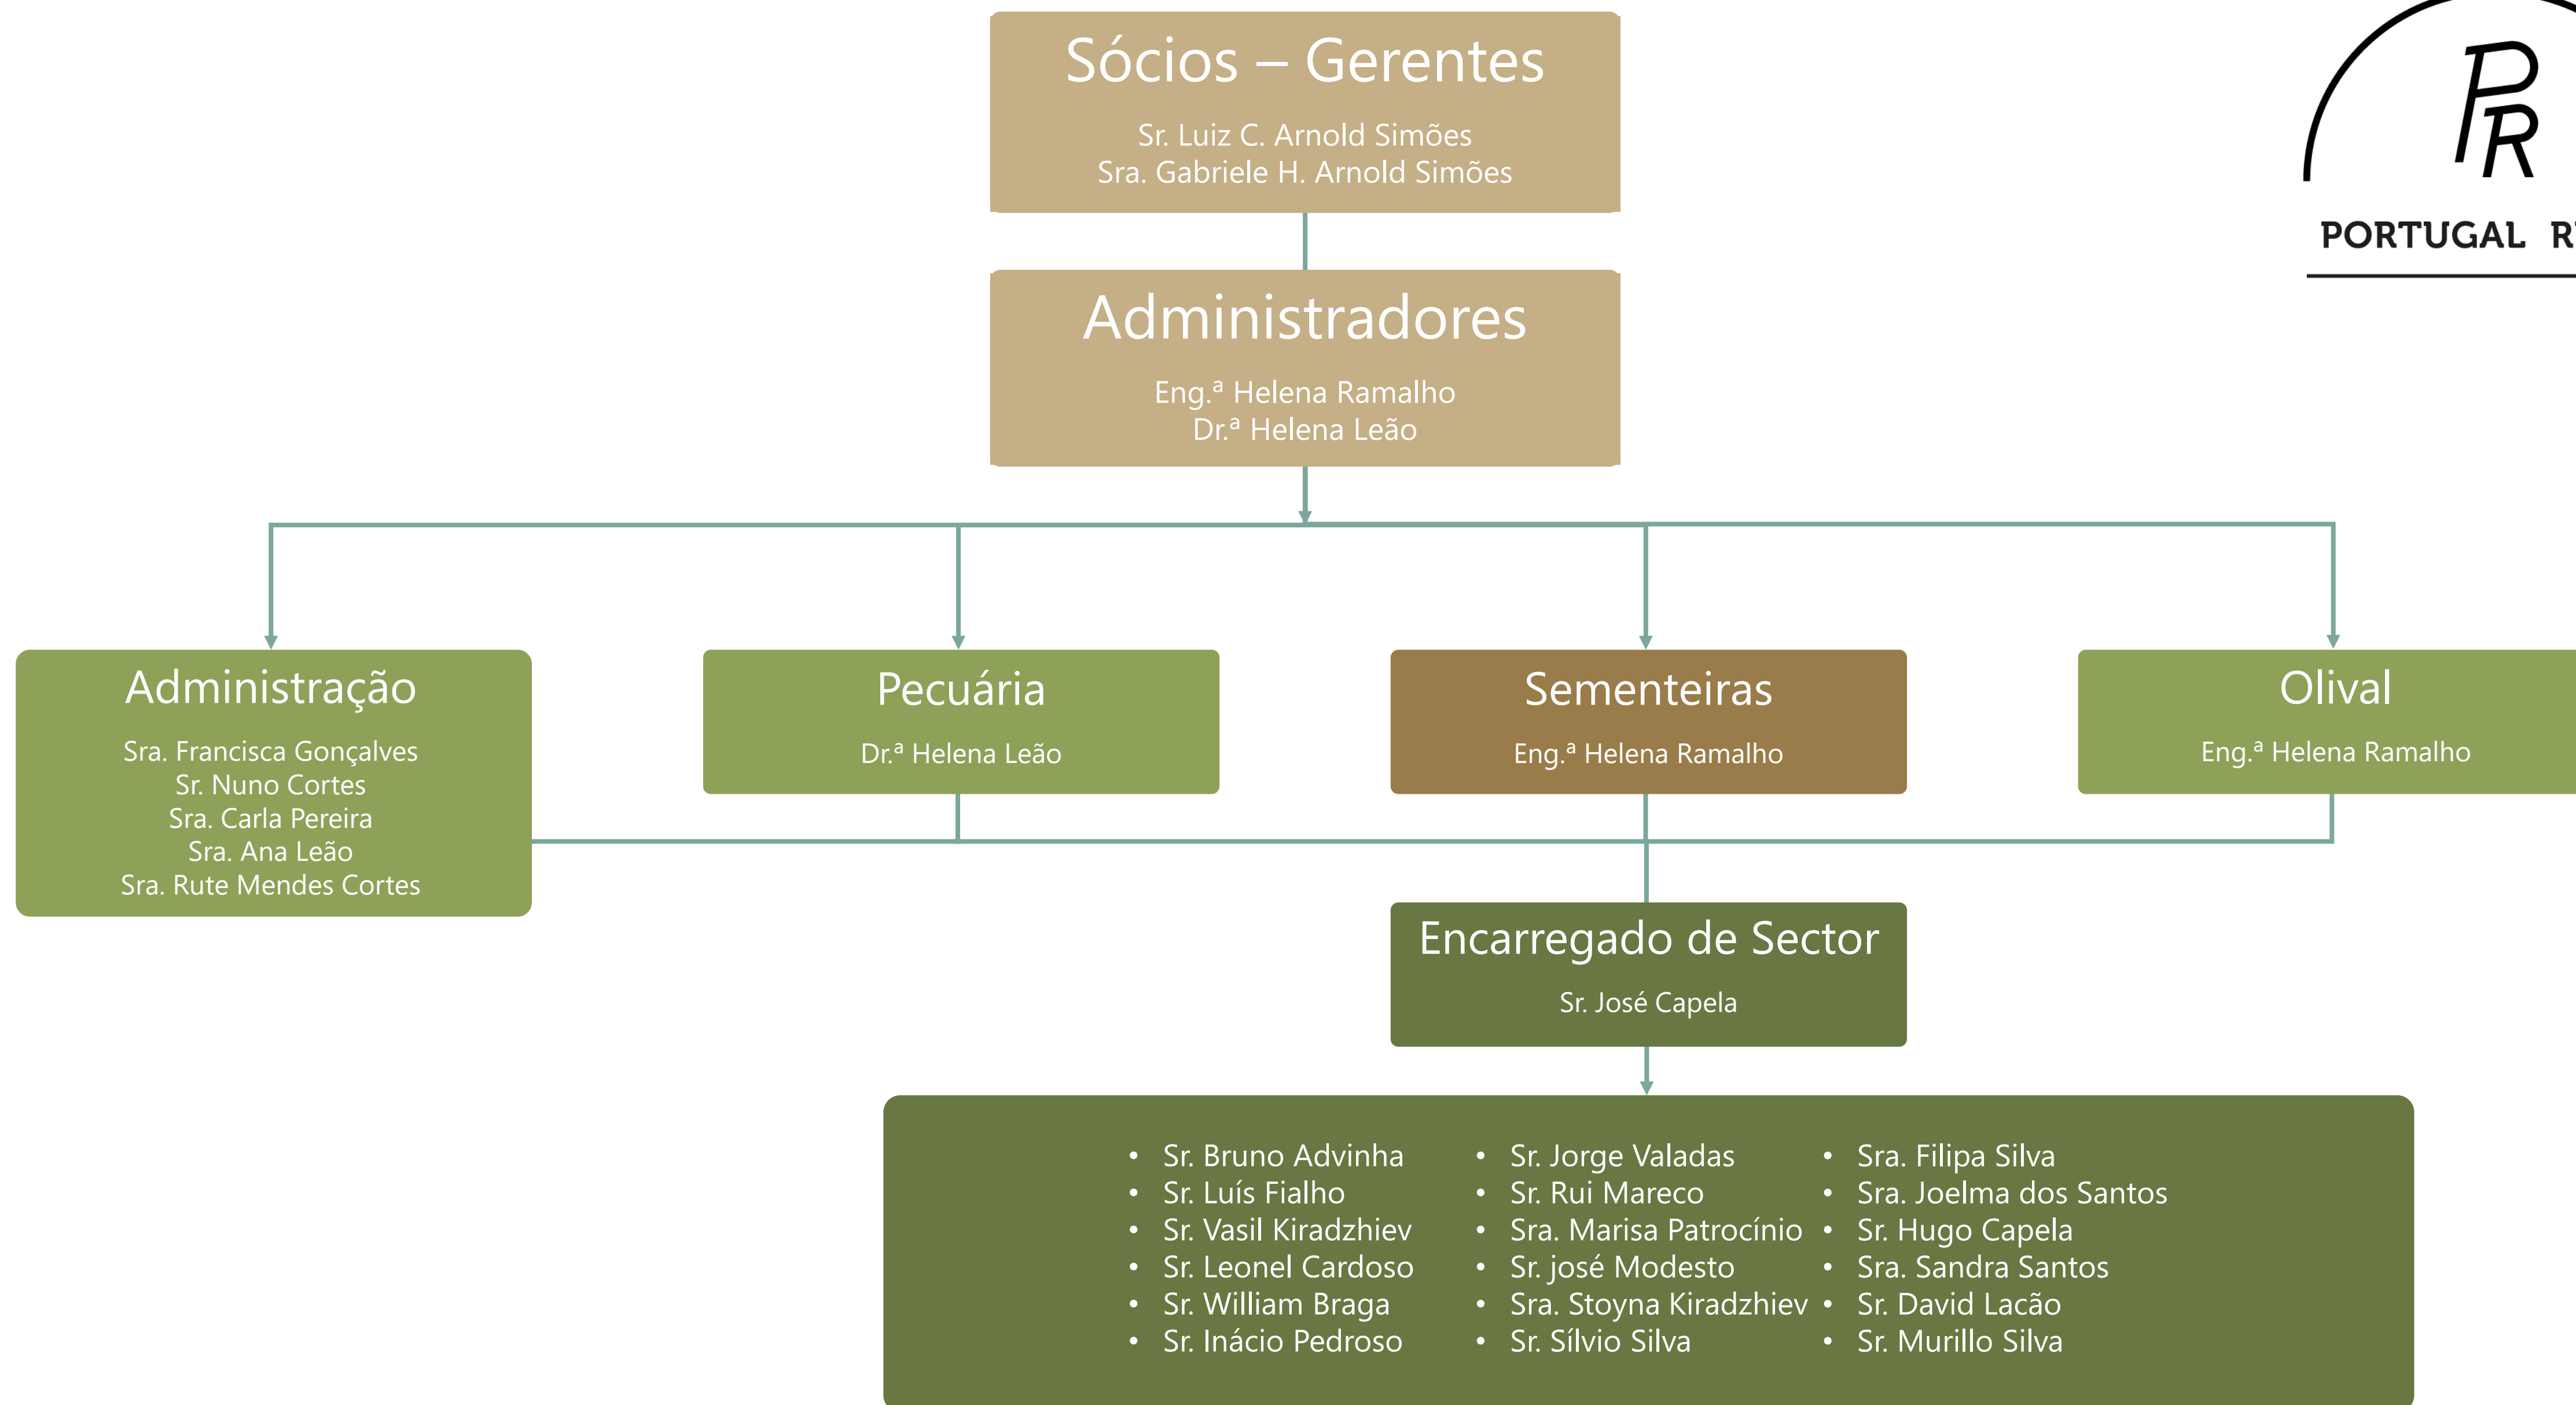 Sócios – Gerentes
Sr. Luiz C. Arnold Simões
Sra. Gabriele H. Arnold Simões
PR
PORTUGAL
Administradores
Eng.ª Helena Ramalho
Dr.ª Helena Leão
Administração
Sra. Francisca Gonçalves
Sr. Nuno Cortes
Sra. Carla Pereira
Sra. Ana Leão
Sra. Rute Mendes Cortes
Pecuária
Dr.ª Helena Leão
Sementeiras
Eng.ª Helena Ramalho
Olival
Eng.ª Helena Ramalho
Encarregado de Sector
Sr. José Capela
• Sr. Bruno Advinha
• Sr. Luís Fialho
• Sr. Vasil Kiradzhiev
• Sr. Leonel Cardoso
• Sr. William Braga
• Sr. Inácio Pedroso
• Sr. Jorge Valadas
• Sr. Rui Mareco
• Sra. Marisa Patrocínio
• Sr. josé Modesto
• Sra. Stoyna Kiradzhiev
• Sr. Sílvio Silva
• Sra. Filipa Silva
• Sra. Joelma dos Santos
• Sr. Hugo Capela
• Sra. Sandra Santos
• Sr. David Lacão
• Sr. Murillo Silva